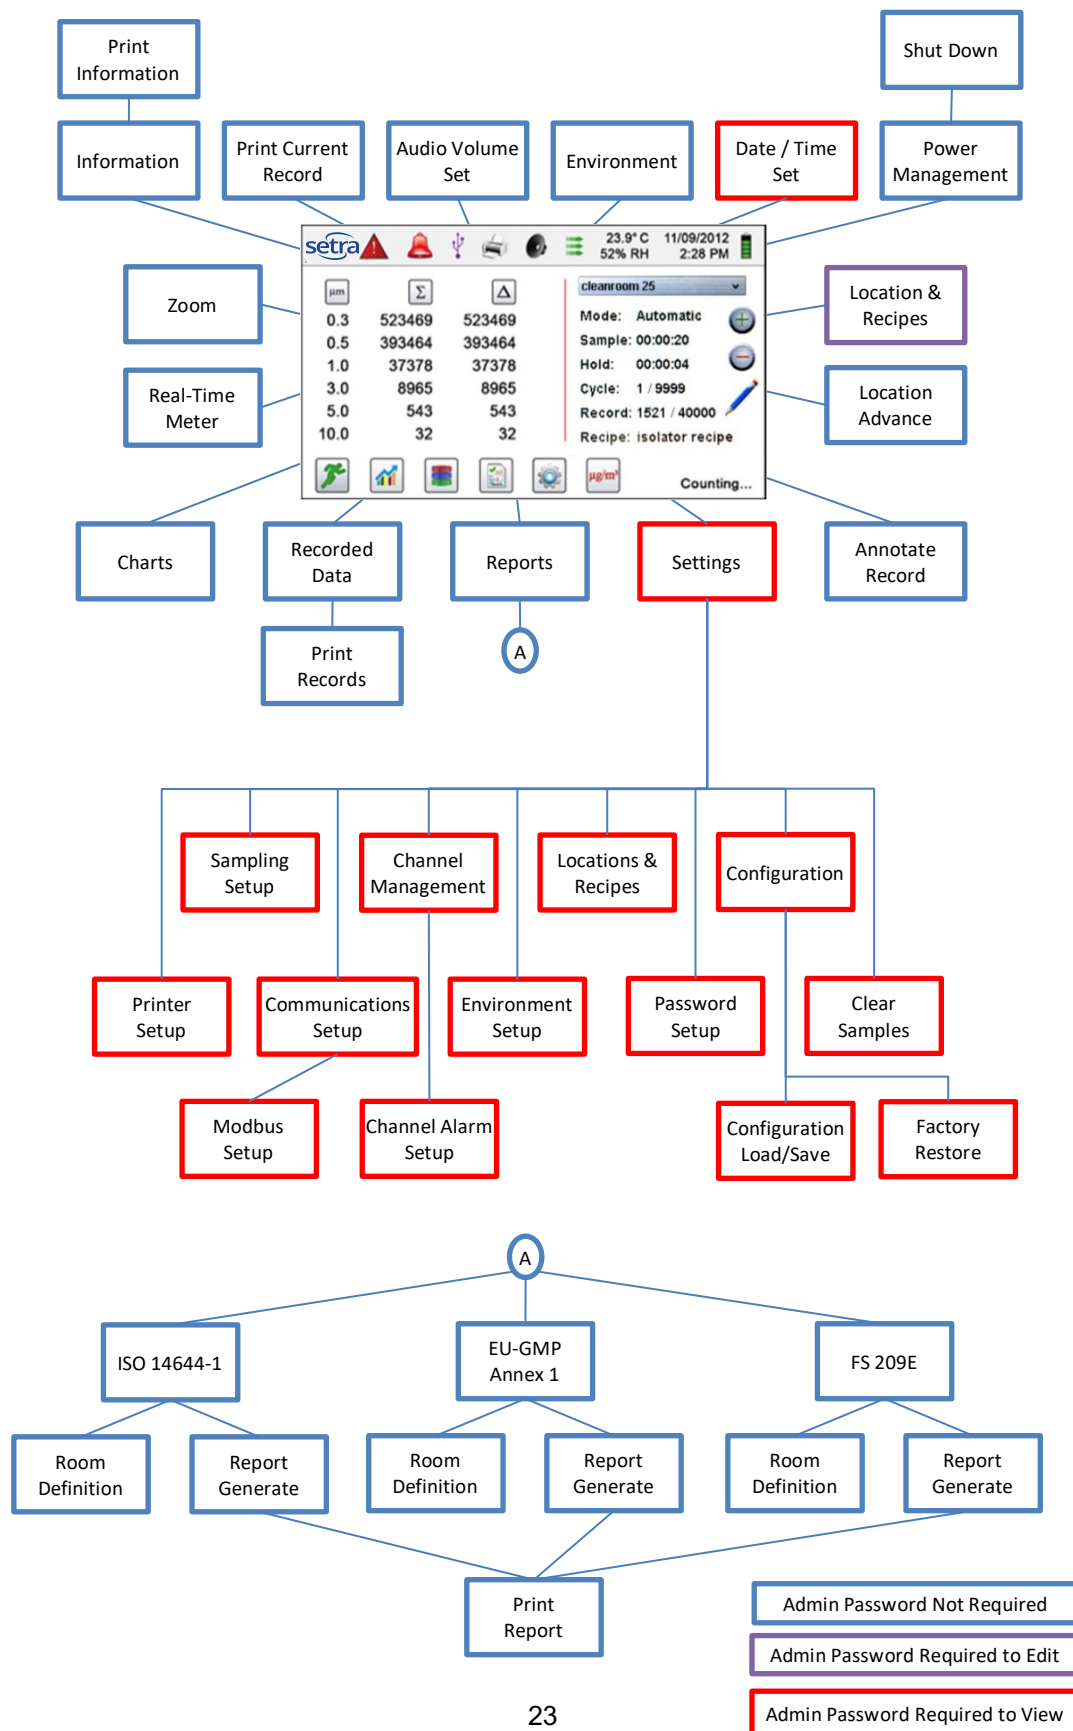 Print
Information
Shut Down
Information
Print Current
Record
Audio Volume
Set
Environment
Date / Time
Set
Power
Management
setra
23.9° C
52% RH
11/09/2012
2:28 PM
Zoom
Real-Time
Meter
µm Σ Δ
0.3 523469 523469
0.5 393464 393464
1.0 37378 37378
3.0 8965 8965
5.0 543 543
10.0 32 32
cleanroom 25
Mode: Automatic
Sample: 00:00:20
Hold: 00:00:04
Cycle: 1 / 9999
Record: 1521 / 40000
Recipe: isolator recipe
µg/m³
Counting...
Location &
Recipes
Location
Advance
Charts
Recorded
Data
Reports
Settings
Annotate
Record
Print
Records
A
Sampling
Setup
Channel
Management
Locations &
Recipes
Configuration
Printer
Setup
Communications
Setup
Environment
Setup
Password
Setup
Clear
Samples
Modbus
Setup
Channel Alarm
Setup
Configuration
Load/Save
Factory
Restore
A
ISO 14644-1
EU-GMP
Annex 1
FS 209E
Room
Definition
Report
Generate
Room
Definition
Report
Generate
Room
Definition
Report
Generate
Print
Report
Admin Password Not Required
Admin Password Required to Edit
Admin Password Required to View
23